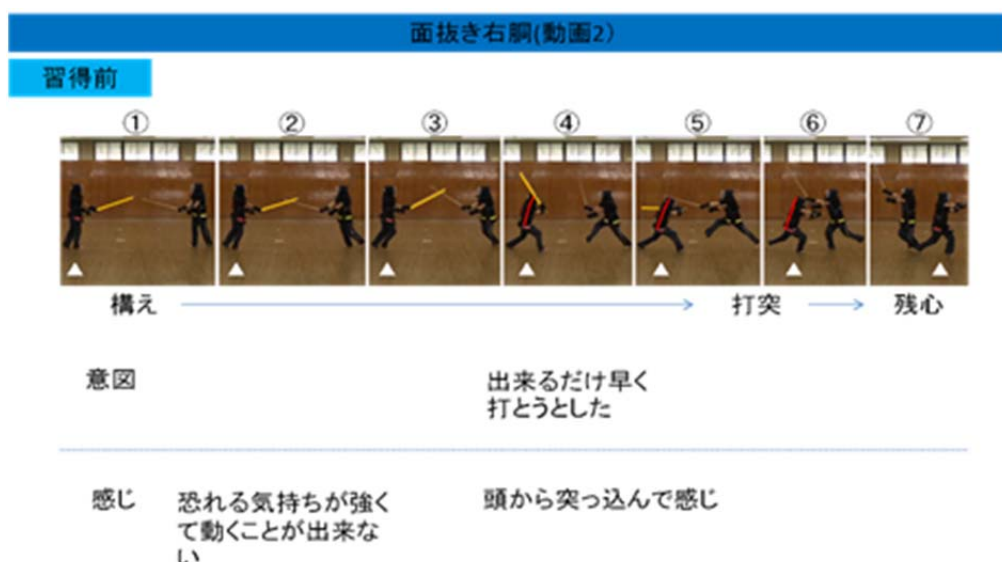 面抜き右胴(動画2)
習得前
① ② ③ ④ ⑤ ⑥ ⑦
構え 打突 残心
意図
出来るだけ早く
打とうとした
感じ
恐れる気持ちが強く
て動くことが出来な
い
頭から突っ込んで感じ